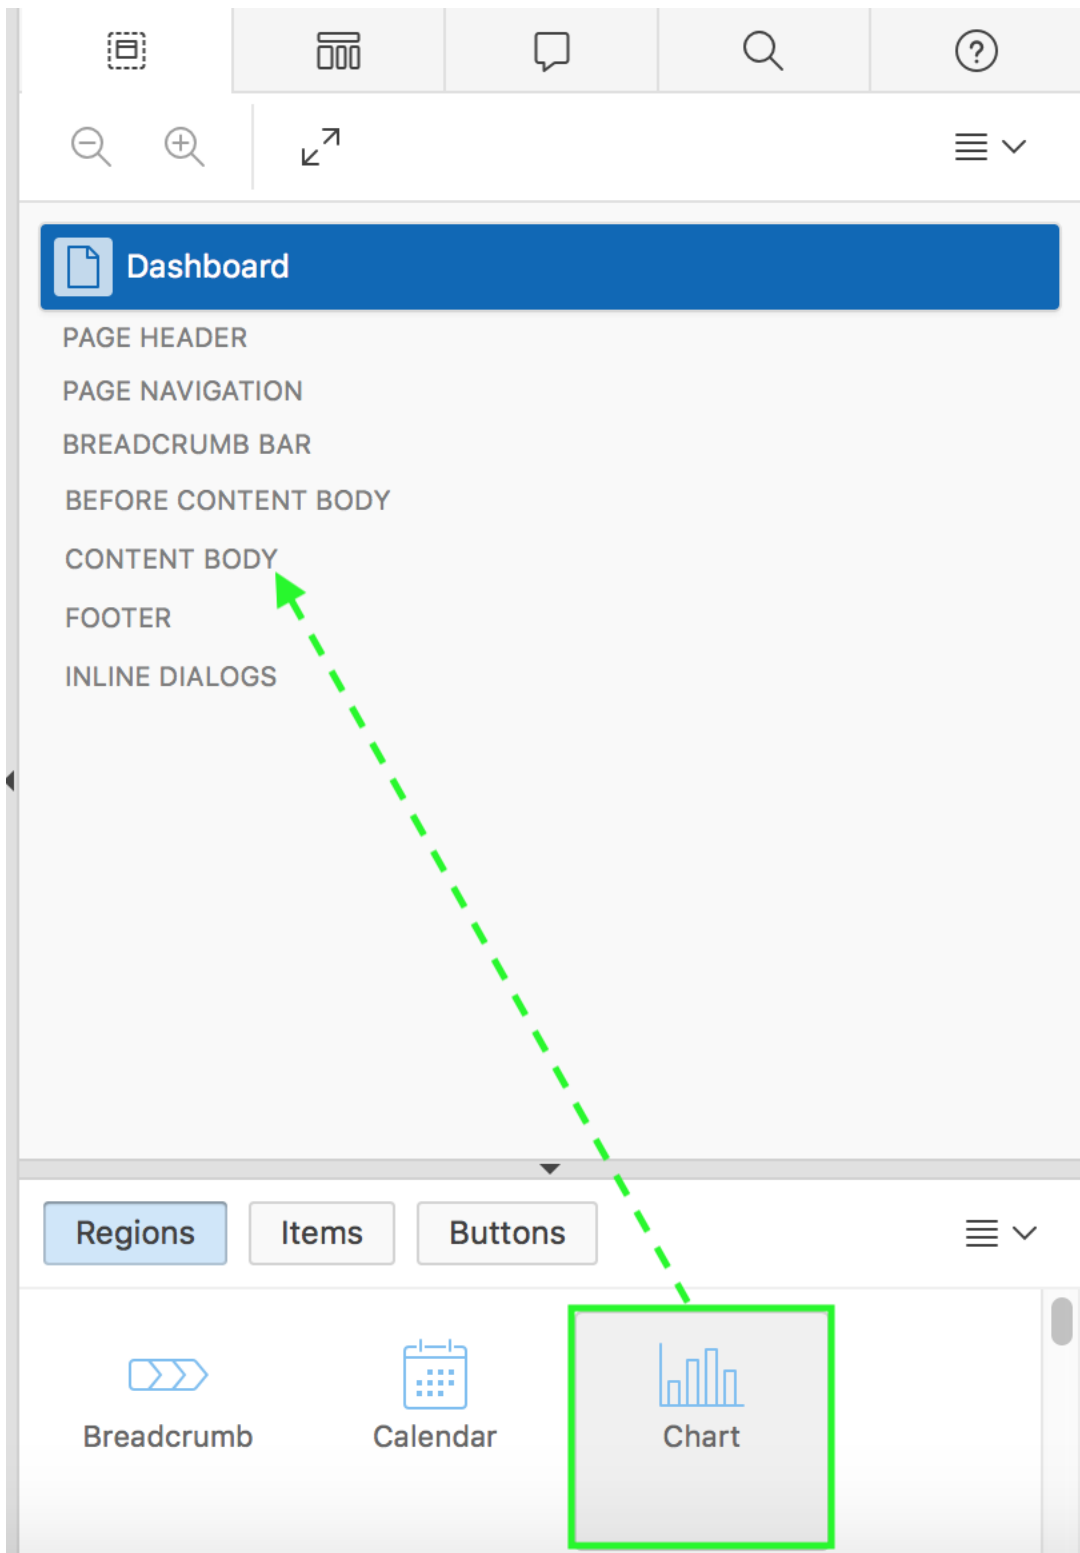 Dashboard
PAGE HEADER
PAGE NAVIGATION
BREADCRUMB BAR
BEFORE CONTENT BODY
CONTENT BODY
FOOTER
INLINE DIALOGS
Regions Items Buttons
Breadcrumb Calendar Chart